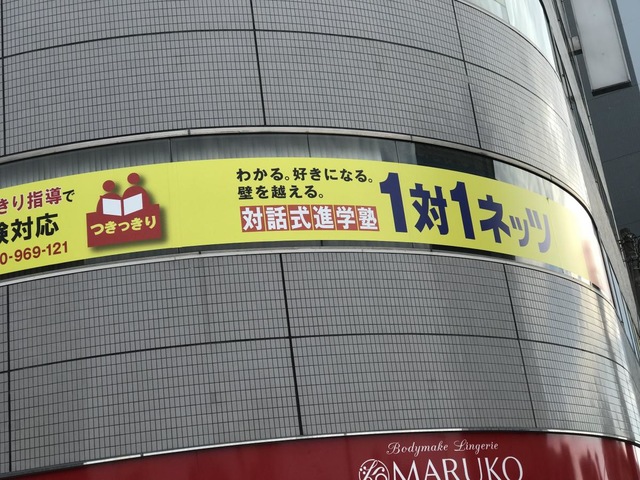 きり指導で
験対応
0-969-121
つきっきり
わかる。好きになる。
壁を越える。
対話式進学塾
1対1ネッツ
Bodymake Lingerie
MARUKO